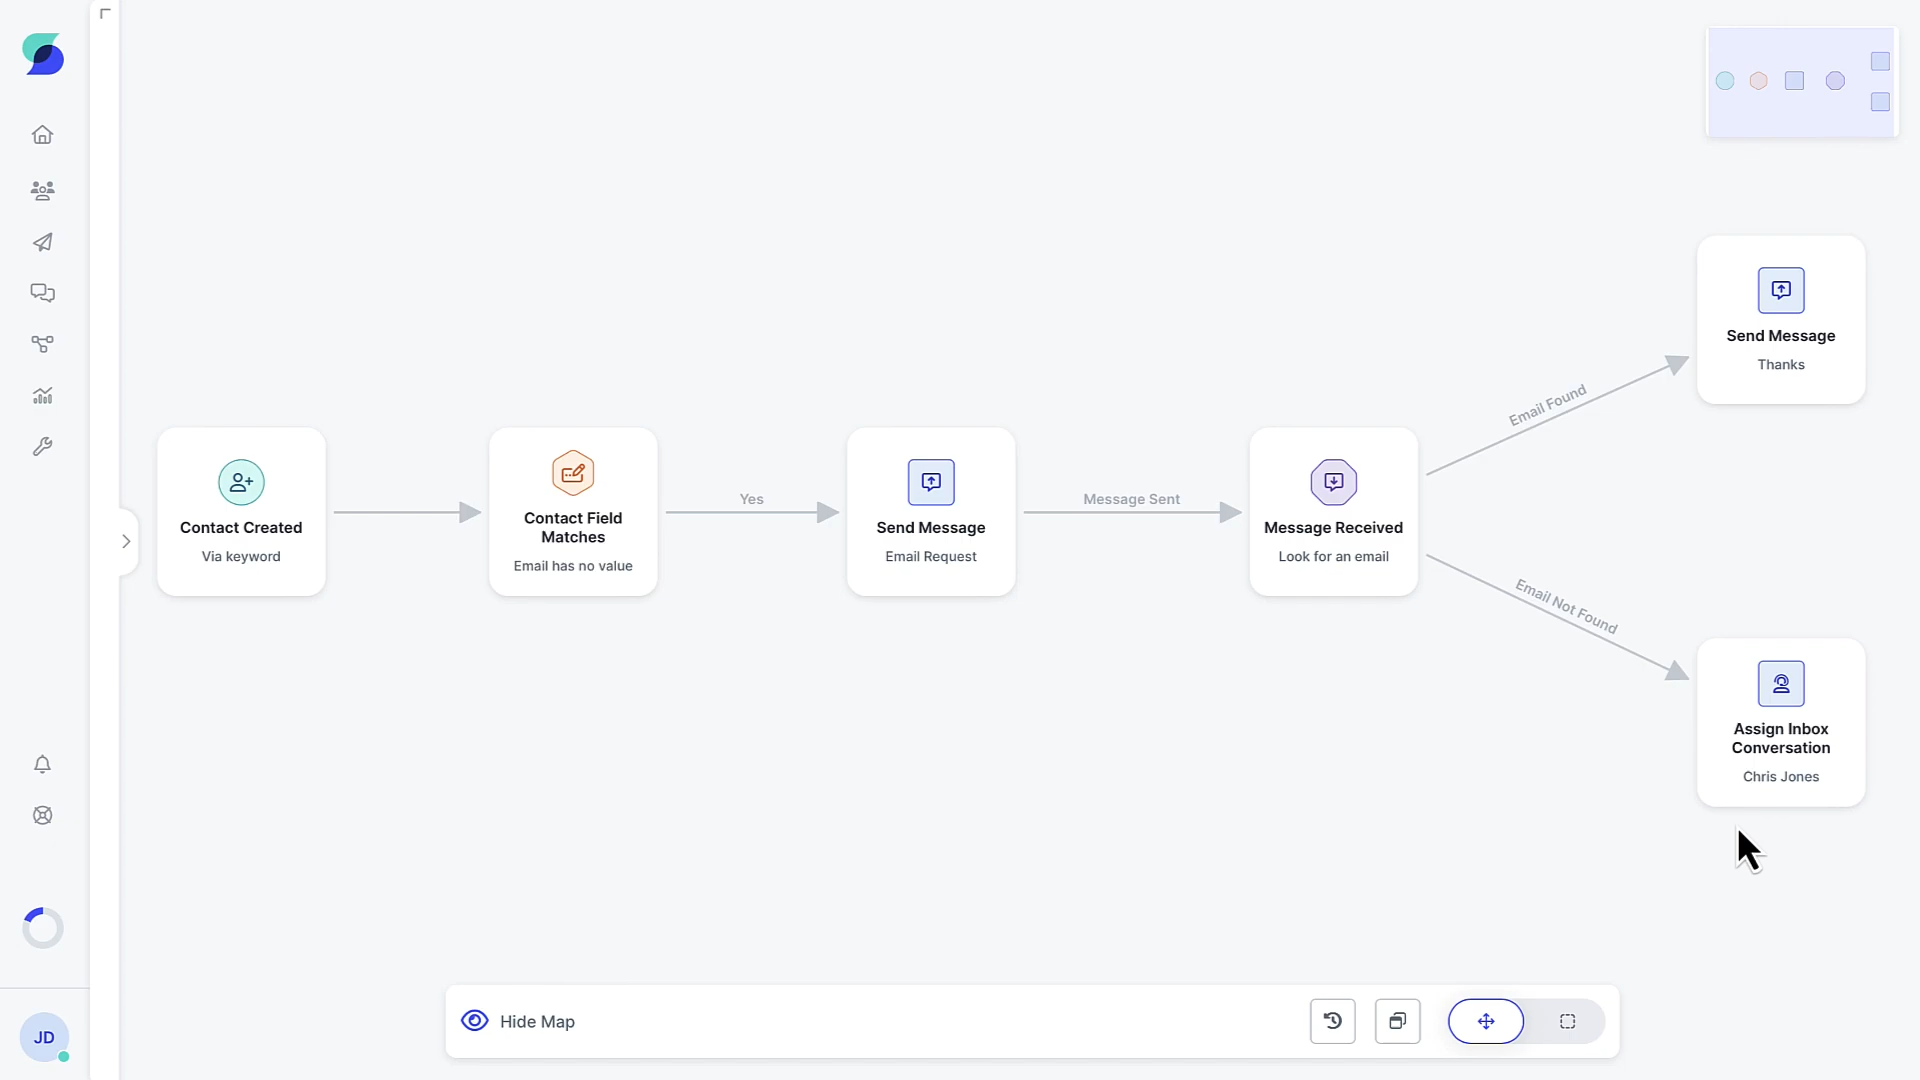 Contact Created
Via keyword
Contact Field
Matches
Email has no value
Yes
Send Message
Email Request
Message Sent
Message Received
Look for an email
Email Found
Send Message
Thanks
Email Not Found
Assign Inbox
Conversation
Chris Jones
JD
Hide Map